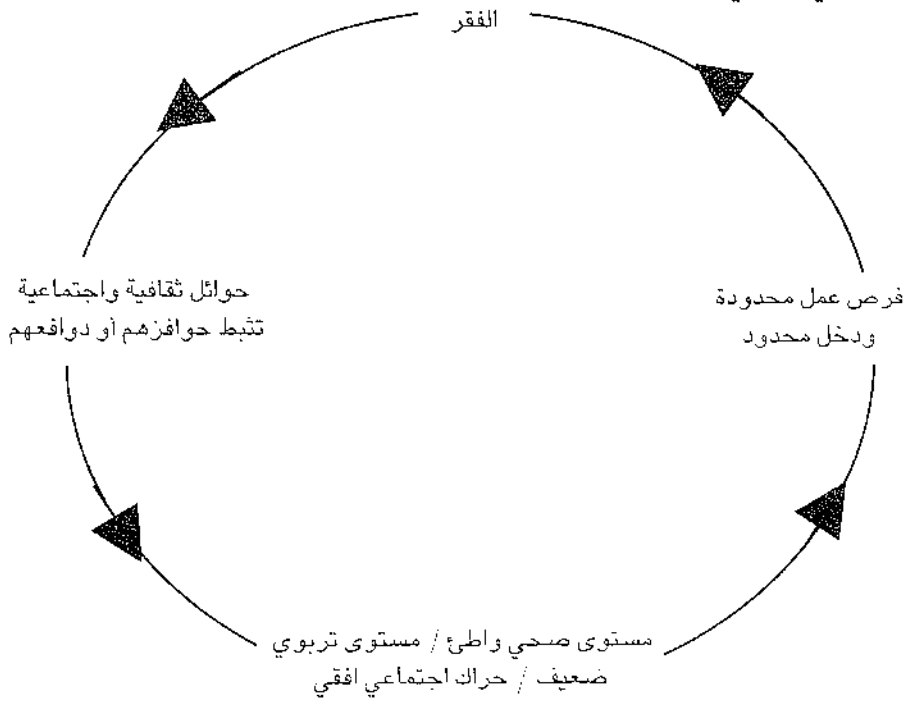 الفقر
حوائل ثقافية واجتماعية
تثبط حوافزهم أو دوافعهم
فرص عمل محدودة
ودخل محدود
مستوى صحي واطئ / مستوى تربوي
ضعيف / حراك اجتماعي افقي